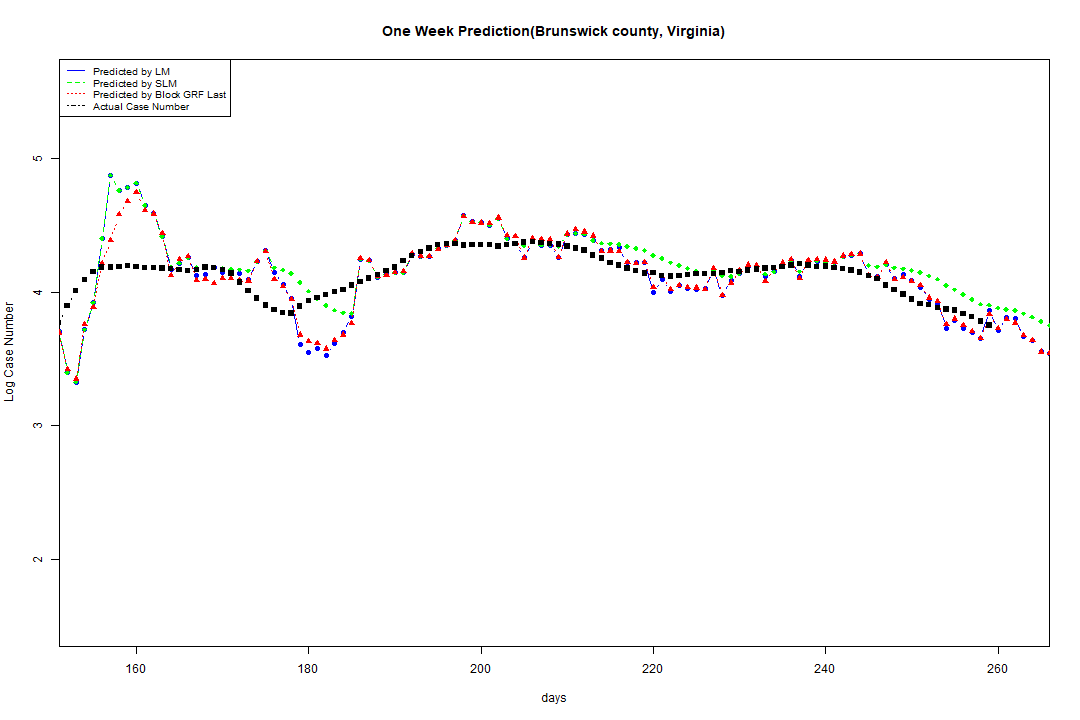 One Week Prediction(Brunswick county, Virginia)
Predicted by LM
Predicted by SLM
Predicted by Block GRF Last
Actual Case Number
5
4
3
2
Log Case Number
160 180 200 220 240 260
days